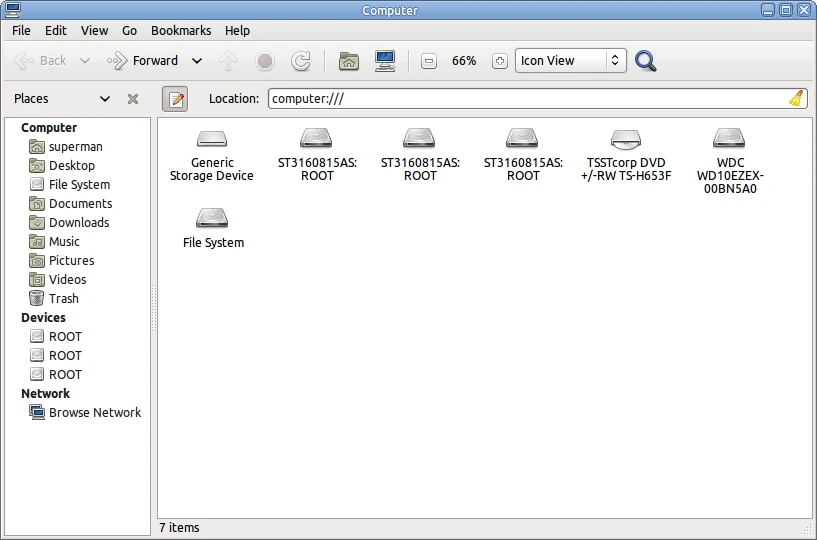 Computer
File Edit View Go Bookmarks Help
Back Forward 66% Icon View
Places Location: computer:///
Computer
superman
Desktop
File System
Documents
Downloads
Music
Pictures
Videos
Trash
Devices
ROOT
ROOT
ROOT
Network
Browse Network
Generic
Storage Device
ST3160815AS:
ROOT
ST3160815AS:
ROOT
ST3160815AS:
ROOT
TSSTcorp DVD
+/-RW TS-H653F
WDC
WD10EZEX-
00BN5A0
File System
7 items